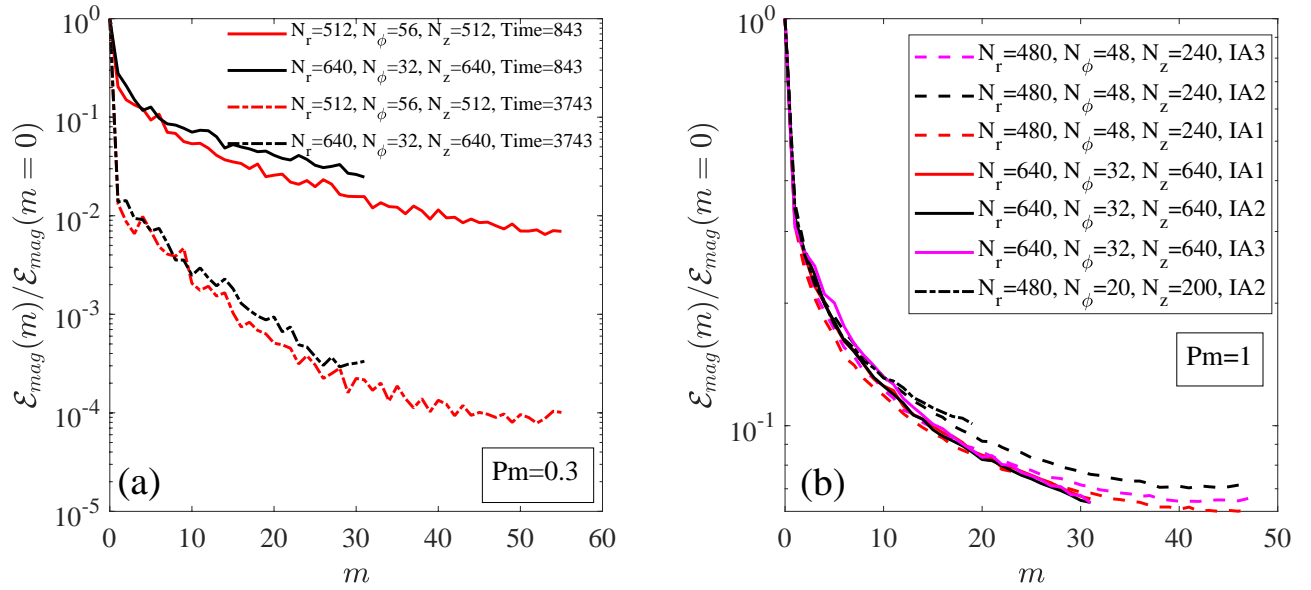 10^0
10^-1
10^-2
10^-3
10^-4
10^-5
ℰ_mag(m)/ℰ_mag(m = 0)
N_r=512, N_ϕ=56, N_z=512, Time=843
N_r=640, N_ϕ=32, N_z=640, Time=843
N_r=512, N_ϕ=56, N_z=512, Time=3743
N_r=640, N_ϕ=32, N_z=640, Time=3743
(a)
Pm=0.3
0 10 20 30 40 50 60
m
10^0
10^-1
ℰ_mag(m)/ℰ_mag(m = 0)
N_r=480, N_ϕ=48, N_z=240, IA3
N_r=480, N_ϕ=48, N_z=240, IA2
N_r=480, N_ϕ=48, N_z=240, IA1
N_r=640, N_ϕ=32, N_z=640, IA1
N_r=640, N_ϕ=32, N_z=640, IA2
N_r=640, N_ϕ=32, N_z=640, IA3
N_r=480, N_ϕ=20, N_z=200, IA2
Pm=1
(b)
0 10 20 30 40 50
m